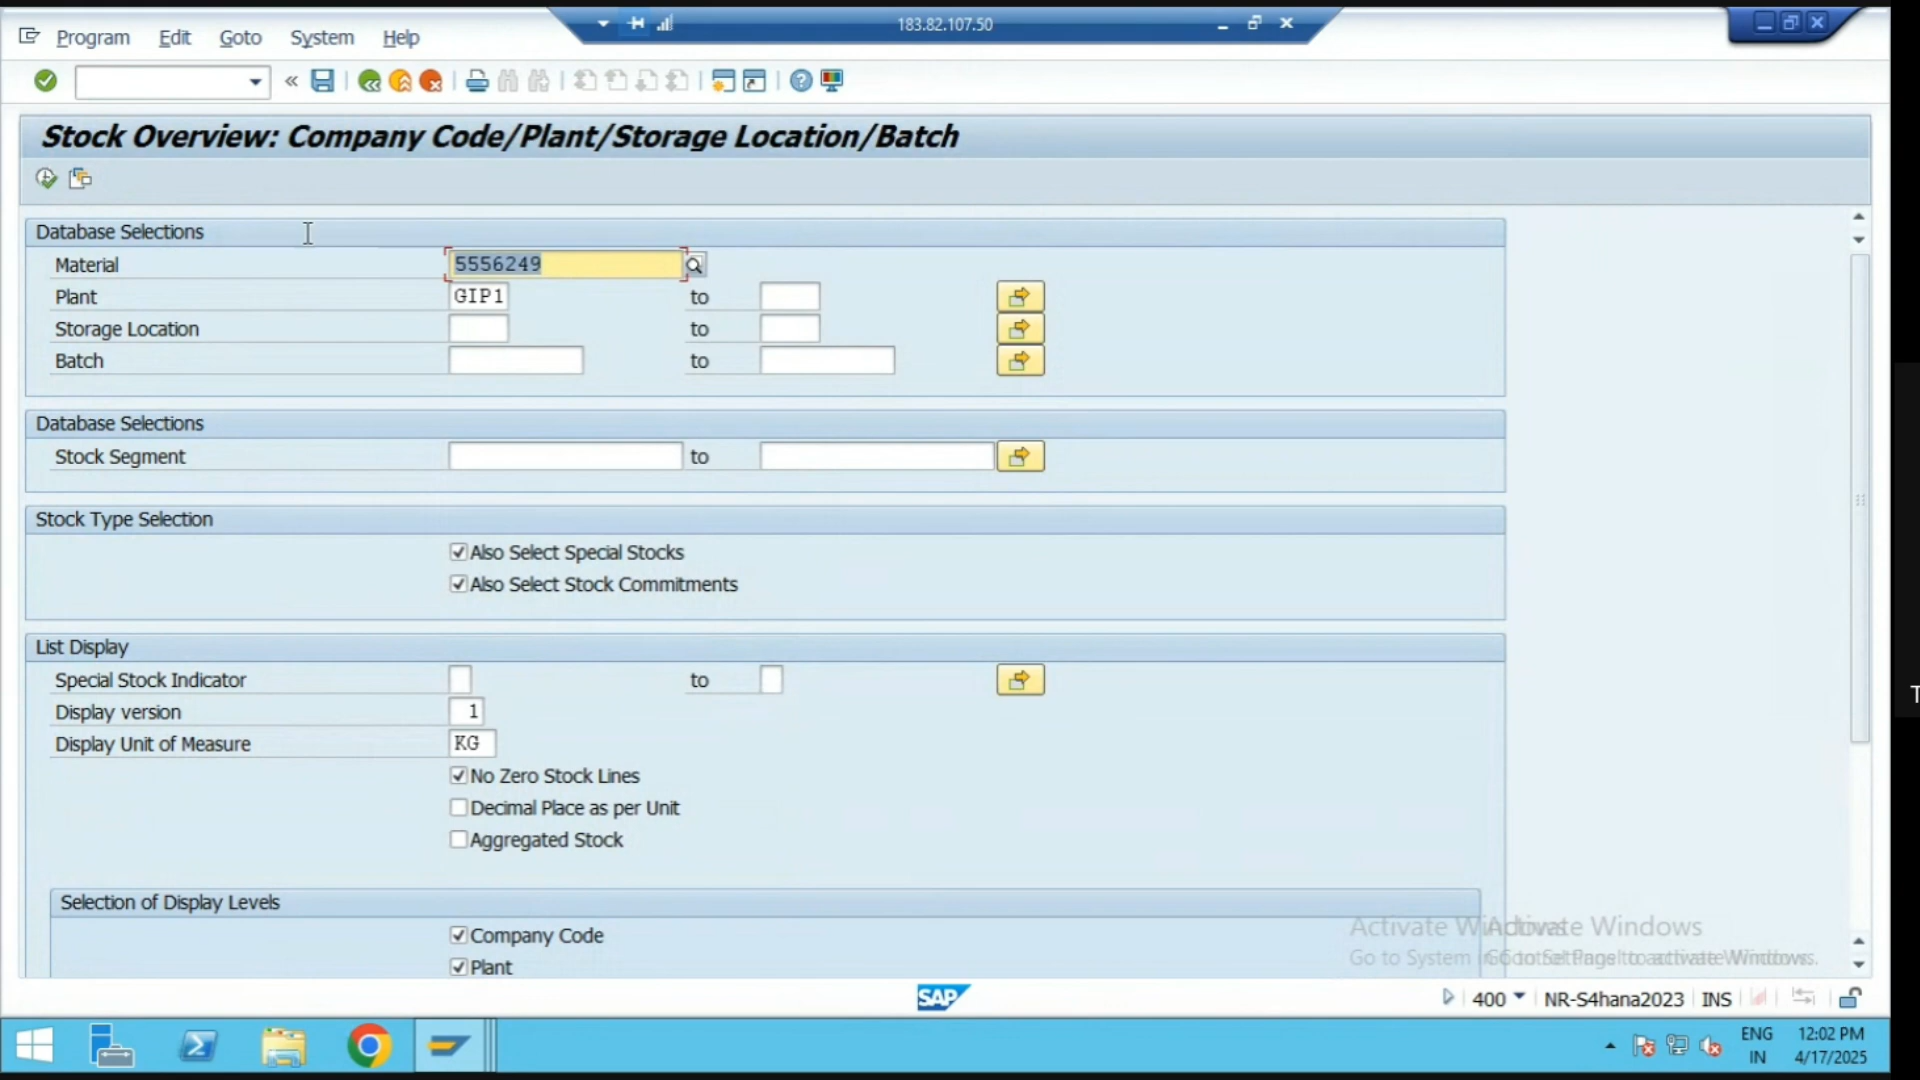 183.82.107.50
Program Edit Goto System Help
Stock Overview: Company Code/Plant/Storage Location/Batch
Database Selections
Material 5556249
Plant GIP1 to
Storage Location to
Batch to
Database Selections
Stock Segment to
Stock Type Selection
Also Select Special Stocks
Also Select Stock Commitments
List Display
Special Stock Indicator to
Display version 1
Display Unit of Measure KG
No Zero Stock Lines
Decimal Place as per Unit
Aggregated Stock
Selection of Display Levels
Company Code
Plant
Activate Windows
Go to System
SAP
400 NR-S4hana2023 INS
ENG 12:02 PM
IN 4/17/2025
T